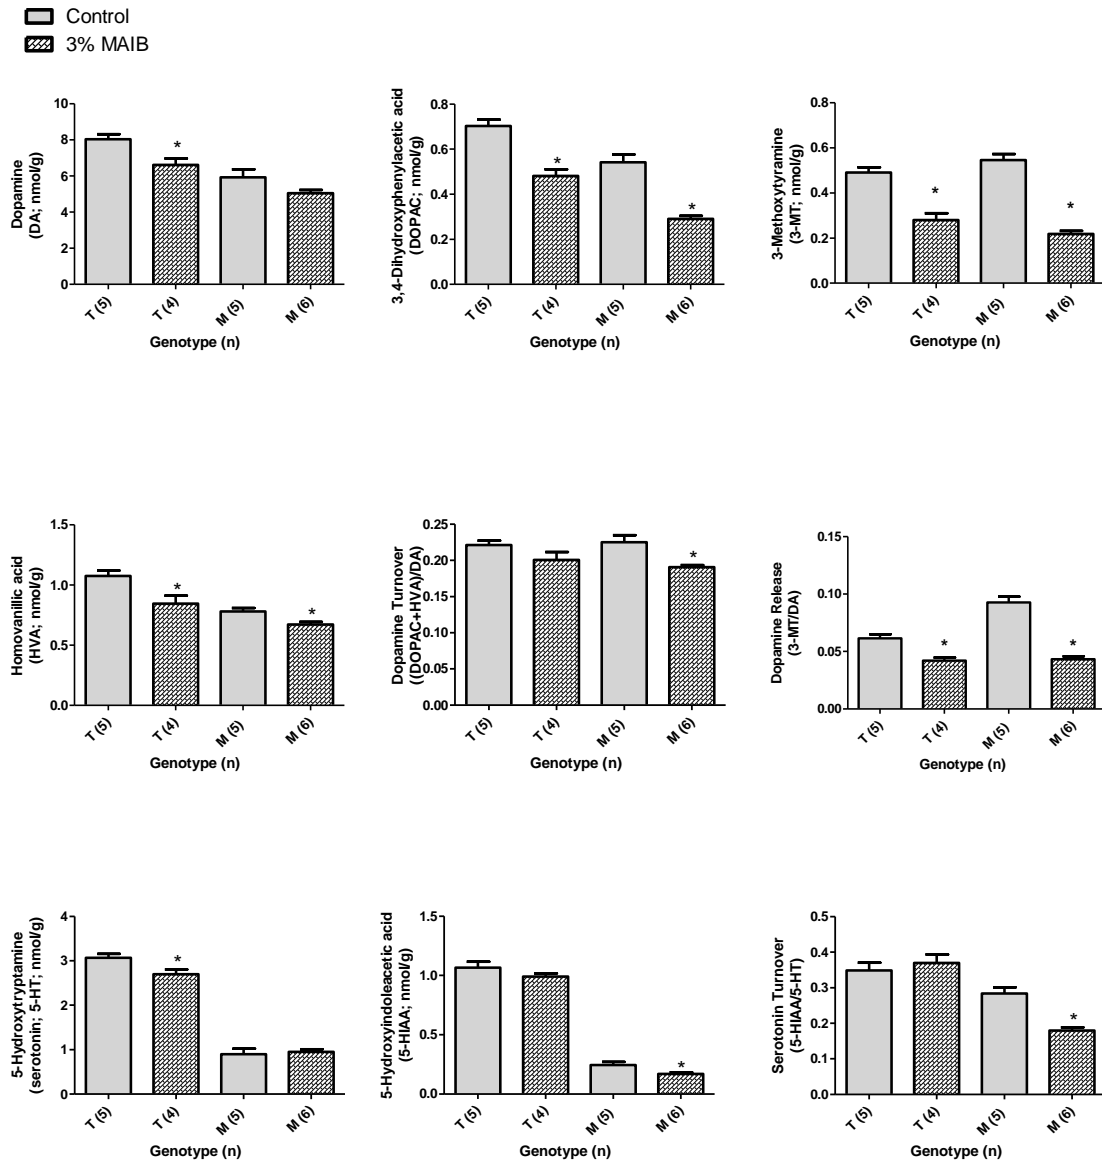 Control
3% MAIB
Dopamine
(DA; nmol/g)
10
8
6
4
2
0
*
T (5)
T (4)
M (5)
M (6)
Genotype (n)
3,4-Dihydroxyphenylacetic acid
(DOPAC; nmol/g)
0.8
0.6
0.4
0.2
0.0
*
*
T (5)
T (4)
M (5)
M (6)
Genotype (n)
3-Methoxytyramine
(3-MT; nmol/g)
0.8
0.6
0.4
0.2
0.0
*
*
T (5)
T (4)
M (5)
M (6)
Genotype (n)
Homovanillic acid
(HVA; nmol/g)
1.5
1.0
0.5
0.0
*
*
T (5)
T (4)
M (5)
M (6)
Genotype (n)
Dopamine Turnover
((DOPAC+HVA)/DA)
0.25
0.20
0.15
0.10
0.05
0.00
*
T (5)
T (4)
M (5)
M (6)
Genotype (n)
Dopamine Release
(3-MT/DA)
0.15
0.10
0.05
0.00
*
*
T (5)
T (4)
M (5)
M (6)
Genotype (n)
5-Hydroxytryptamine
(serotonin; 5-HT; nmol/g)
4
3
2
1
0
*
T (5)
T (4)
M (5)
M (6)
Genotype (n)
5-Hydroxyindoleacetic acid
(5-HIAA; nmol/g)
1.5
1.0
0.5
0.0
*
T (5)
T (4)
M (5)
M (6)
Genotype (n)
Serotonin Turnover
(5-HIAA/5-HT)
0.5
0.4
0.3
0.2
0.1
0.0
*
T (5)
T (4)
M (5)
M (6)
Genotype (n)